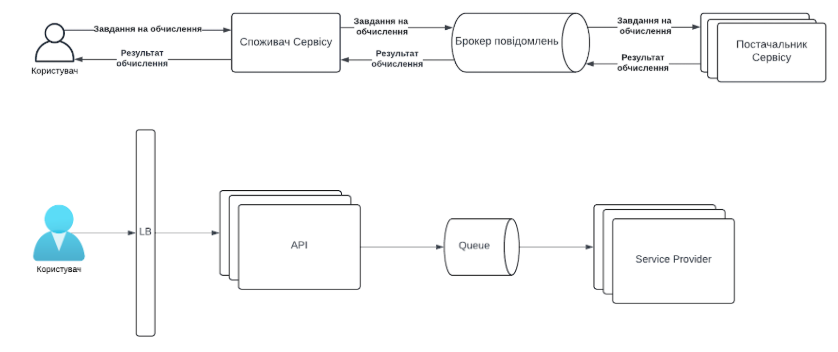 Завдання на обчислення
Результат
обчислення
Користувач
Споживач Сервісу
Завдання на
обчислення
Результат
обчислення
Брокер повідомлень
Завдання на
обчислення
Результат
обчислення
Постачальник
Сервісу
Користувач
LB
API
Queue
Service Provider